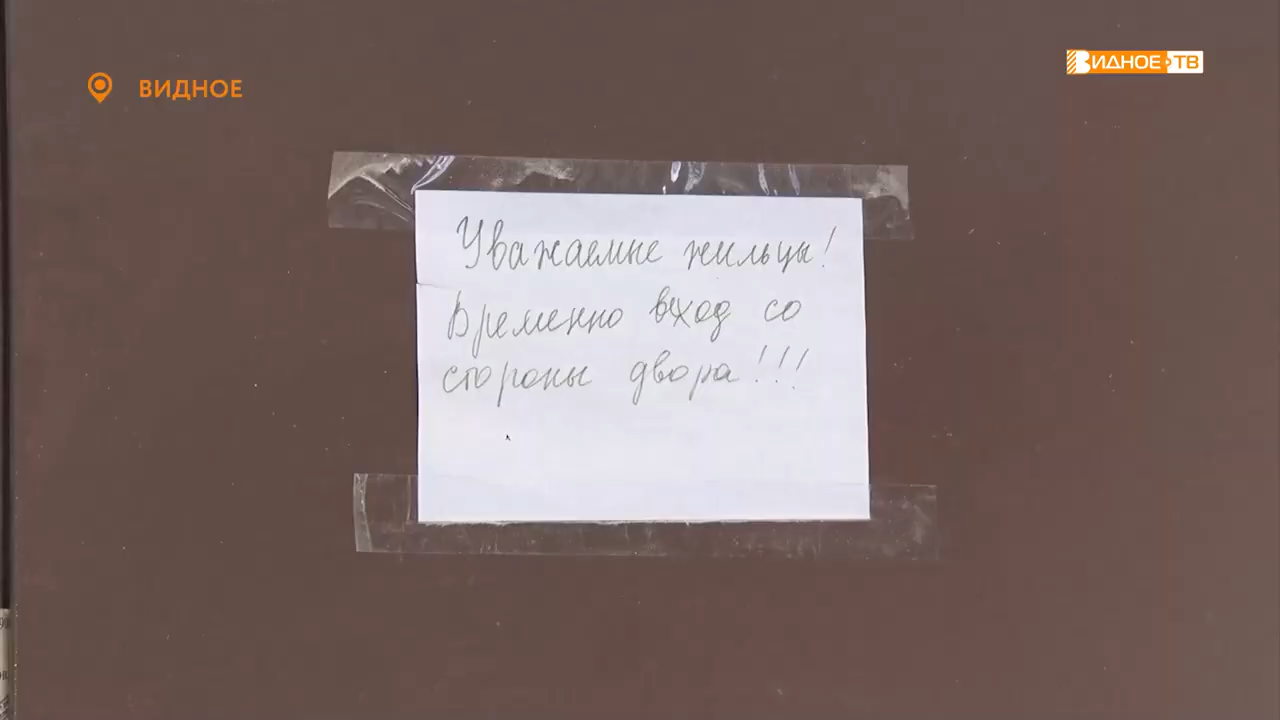 ВИДНОЕ
ВИДНОЕ ТВ
Уважаемые жильцы!
Временно вход со
стороны двора!!!